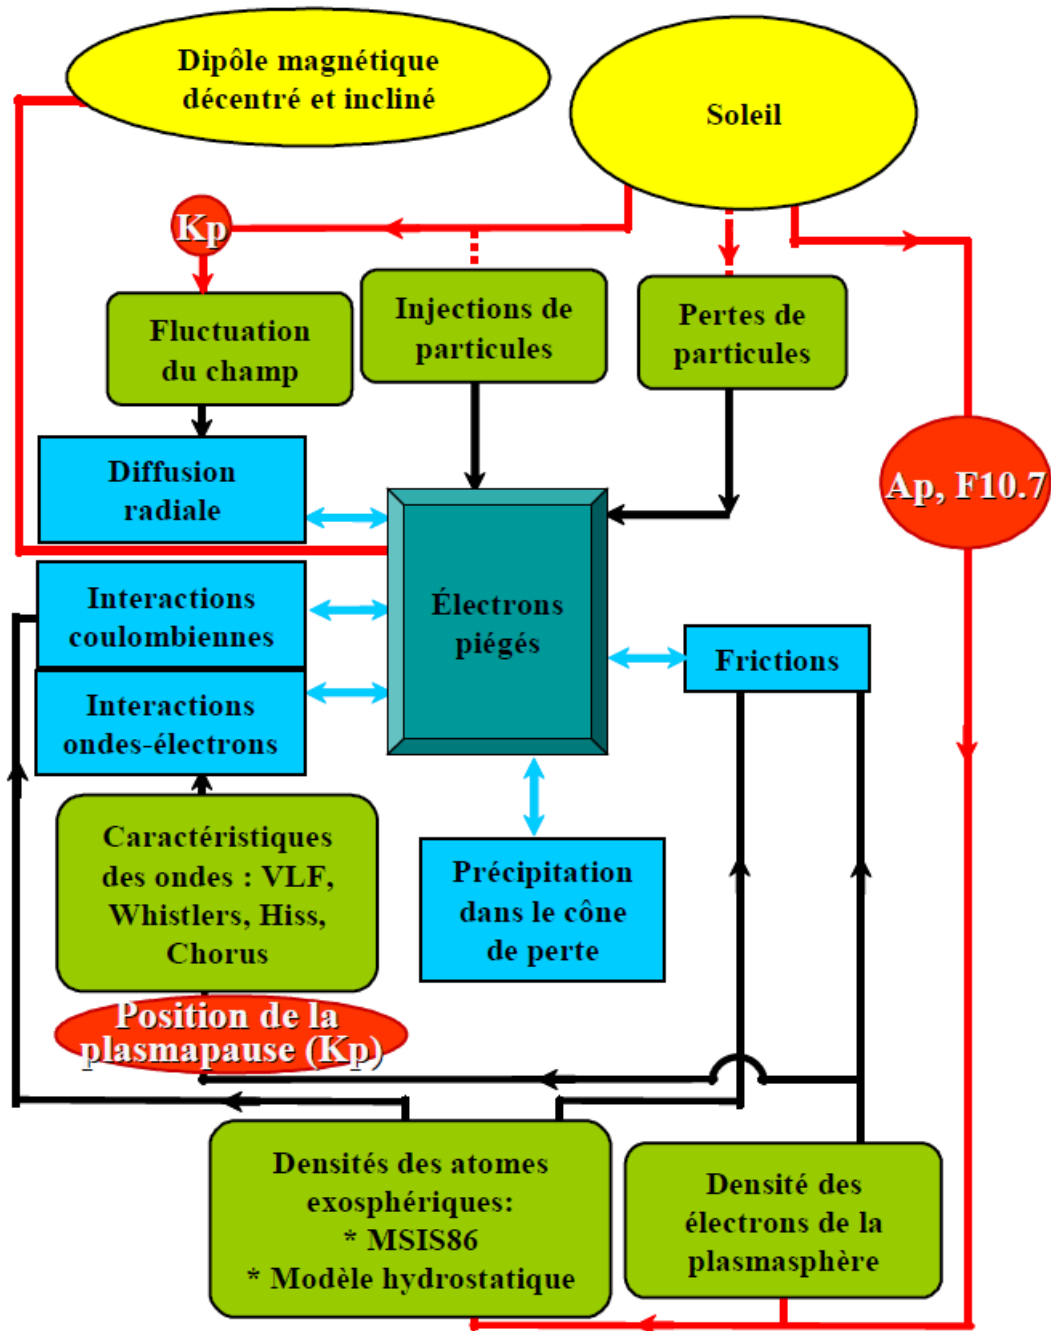 Dipôle magnétique
décentré et incliné
Soleil
Kp
Fluctuation
du champ
Injections de
particules
Pertes de
particules
Diffusion
radiale
Ap, F10.7
Interactions
coulombiennes
Électrons
piégés
Frictions
Interactions
ondes-électrons
Caractéristiques
des ondes : VLF,
Whistlers, Hiss,
Chorus
Précipitation
dans le cône
de perte
Position de la
plasmapause (Kp)
Densités des atomes
exosphériques:
* MSIS86
* Modèle hydrostatique
Densité des
électrons de la
plasmasphère